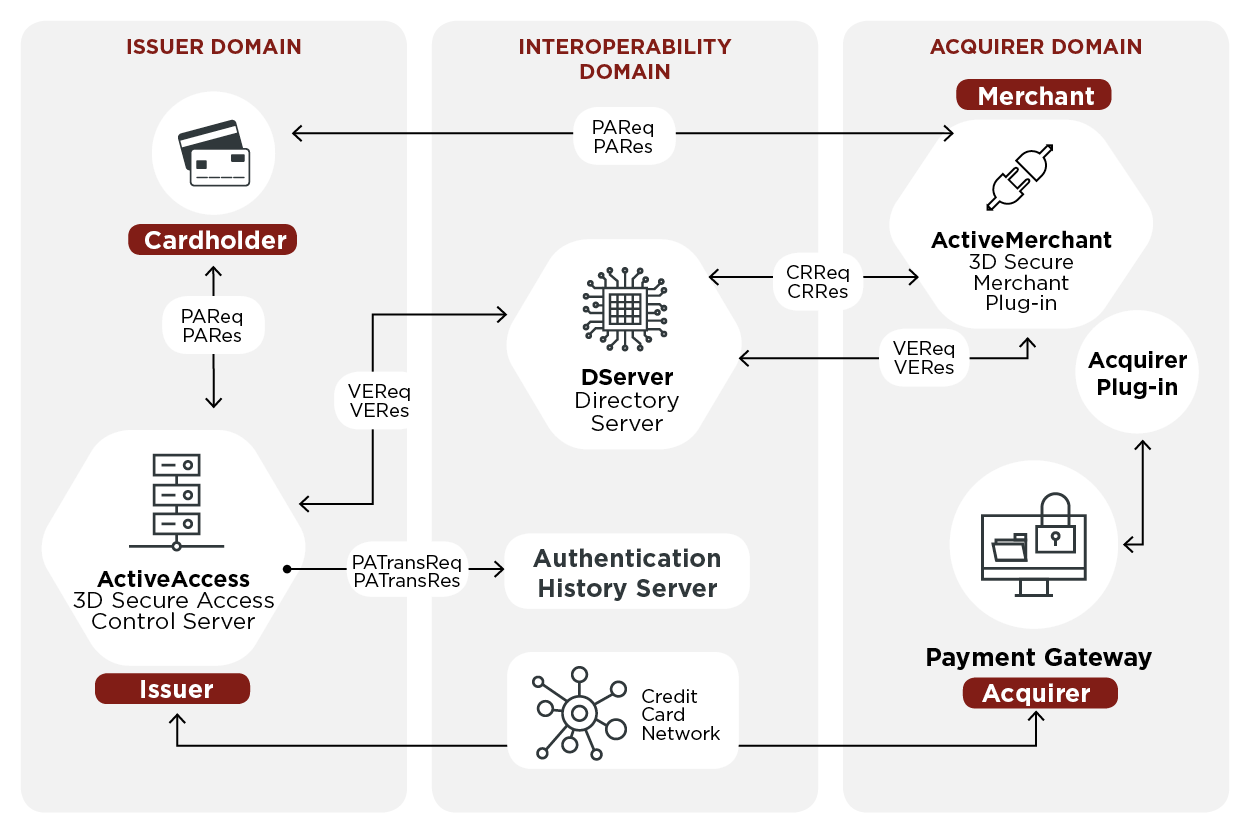 ISSUER DOMAIN
INTEROPERABILITY
DOMAIN
ACQUIRER DOMAIN
Merchant
PAReq
PARes
Cardholder
ActiveMerchant
3D Secure
Merchant
Plug-in
CRReq
CRRes
PAReq
PARes
VEReq
VERes
DServer
Directory
Server
VEReq
VERes
Acquirer
Plug-in
ActiveAccess
3D Secure Access
Control Server
PATransReq
PATransRes
Authentication
History Server
Payment Gateway
Issuer
Acquirer
Credit
Card
Network